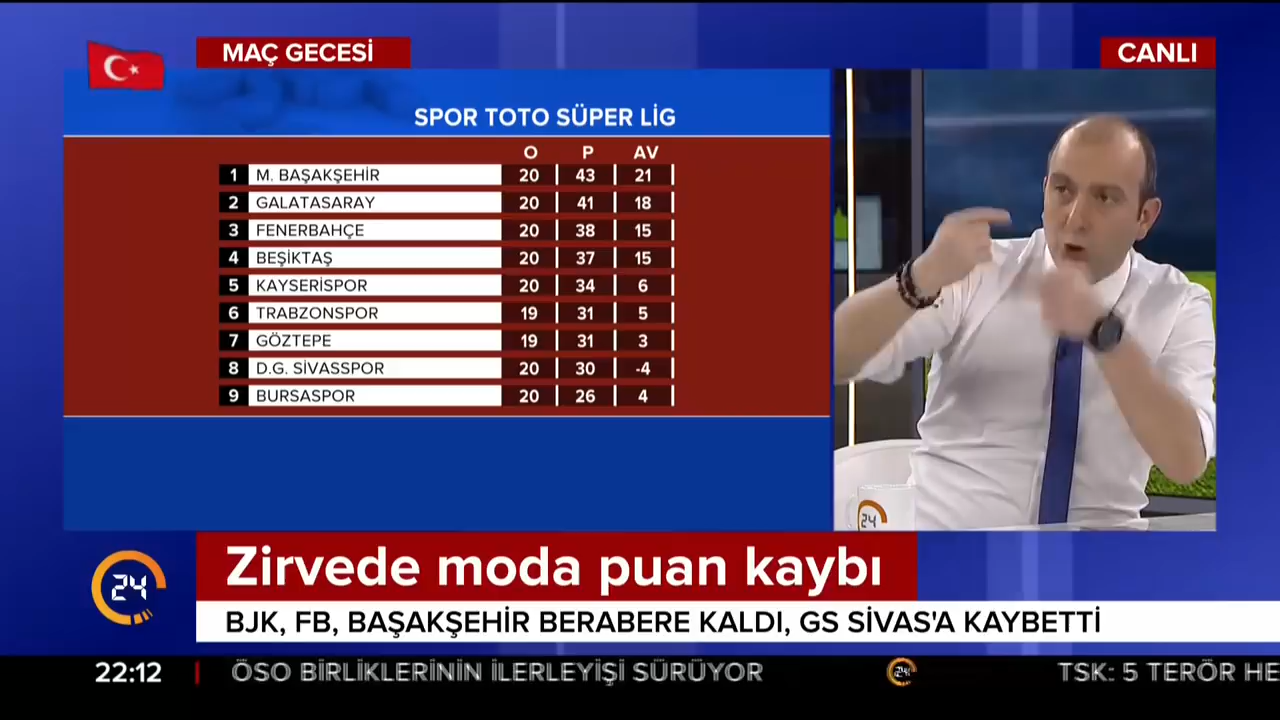 MAÇ GECESİ
CANLI
SPOR TOTO SÜPER LİG
O P AV
1 M. BAŞAKŞEHİR 20 43 21
2 GALATASARAY 20 41 18
3 FENERBAHÇE 20 38 15
4 BEŞİKTAŞ 20 37 15
5 KAYSERİSPOR 20 34 6
6 TRABZONSPOR 19 31 5
7 GÖZTEPE 19 31 3
8 D.G. SİVASSPOR 20 30 -4
9 BURSASPOR 20 26 4
24
24
Zirvede moda puan kaybı
BJK, FB, BAŞAKŞEHİR BERABERE KALDI, GS SİVAS'A KAYBETTİ
22:12 ÖSO BİRLİKLERİNİN İLERLEYİŞİ SÜRÜYOR 24 TSK: 5 TERÖR HE